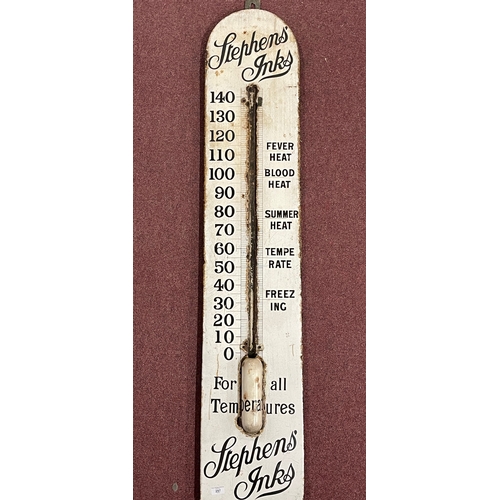 Stephens
Inks
140
130
120
110
100
90
80
70
60
50
40
30
20
10
0
FEVER
HEAT
BLOOD
HEAT
SUMMER
HEAT
TEMPE
RATE
FREEZ
ING
For all
Temperatures
Stephens
Inks